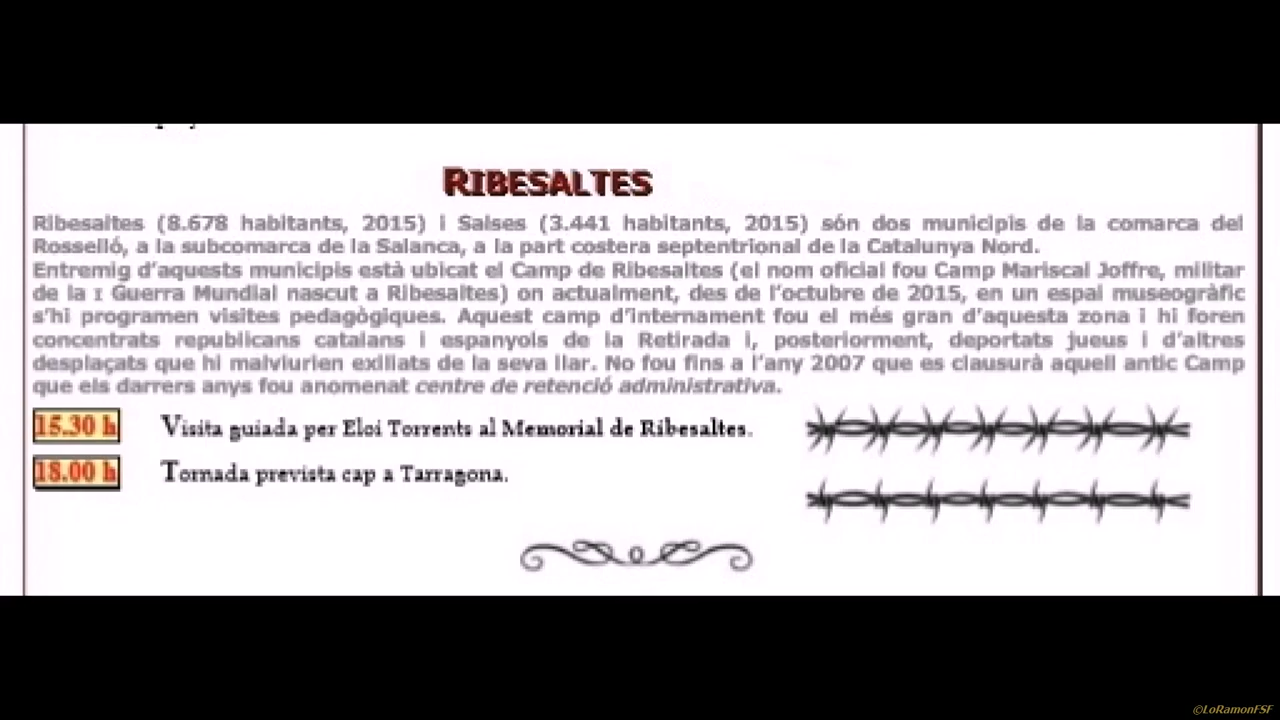 RIBESALTES
Ribesaltes (8.678 habitants, 2015) i Salses (3.441 habitants, 2015) són dos municipis de la comarca del
Rosselló, a la subcomarca de la Salanca, a la part costera septentrional de la Catalunya Nord.
Entremig d'aquests municipis està ubicat el Camp de Ribesaltes (el nom oficial fou Camp Mariscal Joffre, militar
de la I Guerra Mundial nascut a Ribesaltes) on actualment, des de l'octubre de 2015, en un espai museogràfic
s'hi programen visites pedagògiques. Aquest camp d'internament fou el més gran d'aquesta zona i hi foren
concentrats republicans catalans i espanyols de la Retirada i, posteriorment, deportats jueus i d'altres
desplaçats que hi malviurien exiliats de la seva llar. No fou fins a l'any 2007 que es clausurà aquell antic Camp
que els darrers anys fou anomenat centre de retenció administrativa.
15.30 h Visita guiada per Eloi Torrents al Memorial de Ribesaltes.
18.00 h Tornada prevista cap a Tarragona.
©LoRamonFSF